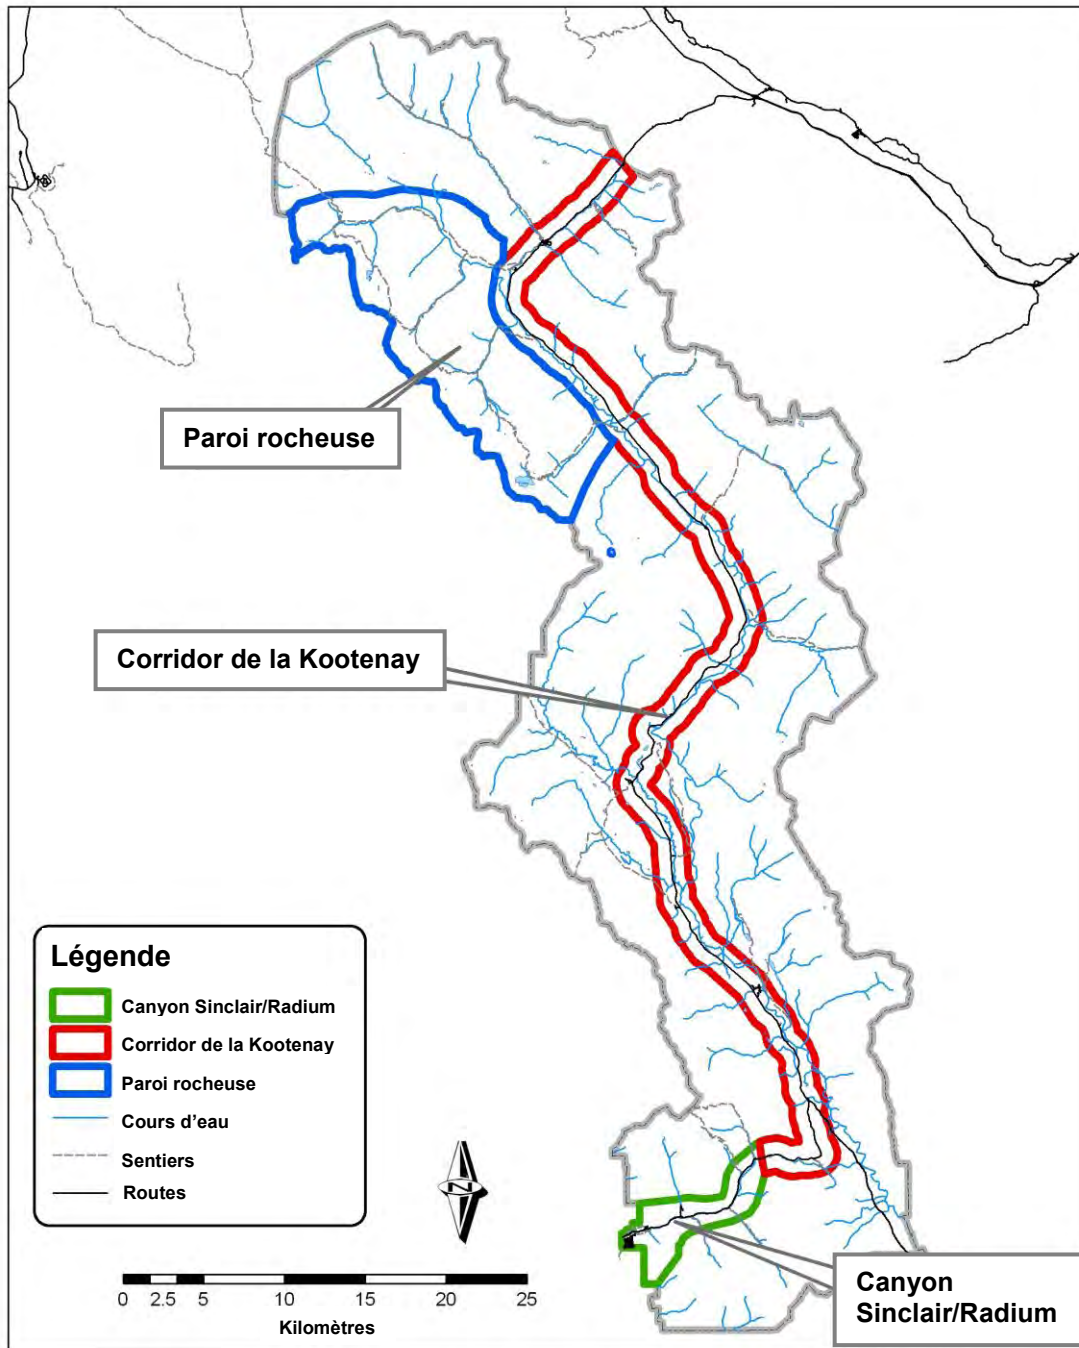 Paroi rocheuse
Corridor de la Kootenay
Légende
Canyon Sinclair/Radium
Corridor de la Kootenay
Paroi rocheuse
Cours d'eau
Sentiers
Routes
N
0 2.5 5 10 15 20 25
Kilomètres
Canyon
Sinclair/Radium